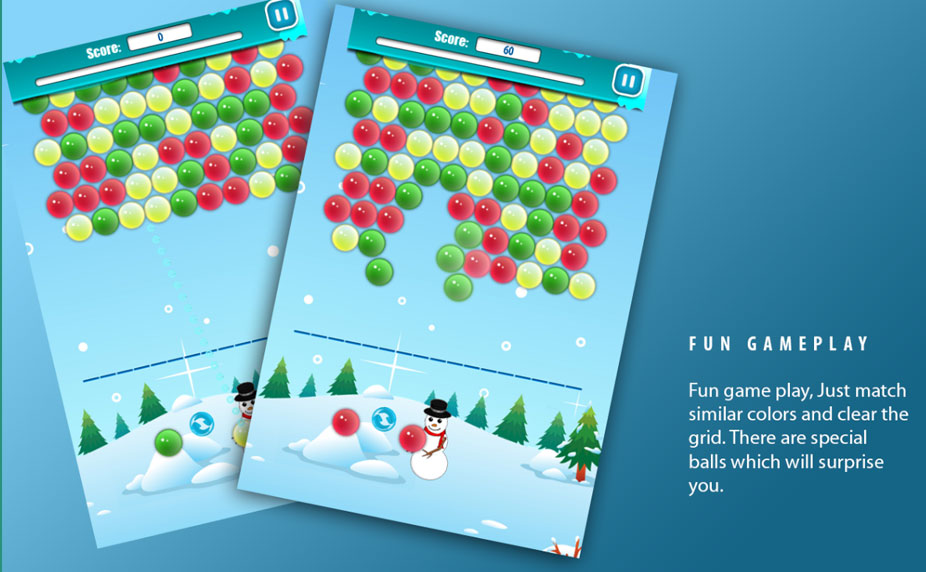 Score: 0
Score: 60
FUN GAMEPLAY
Fun game play, Just match
similar colors and clear the
grid. There are special
balls which will surprise
you.